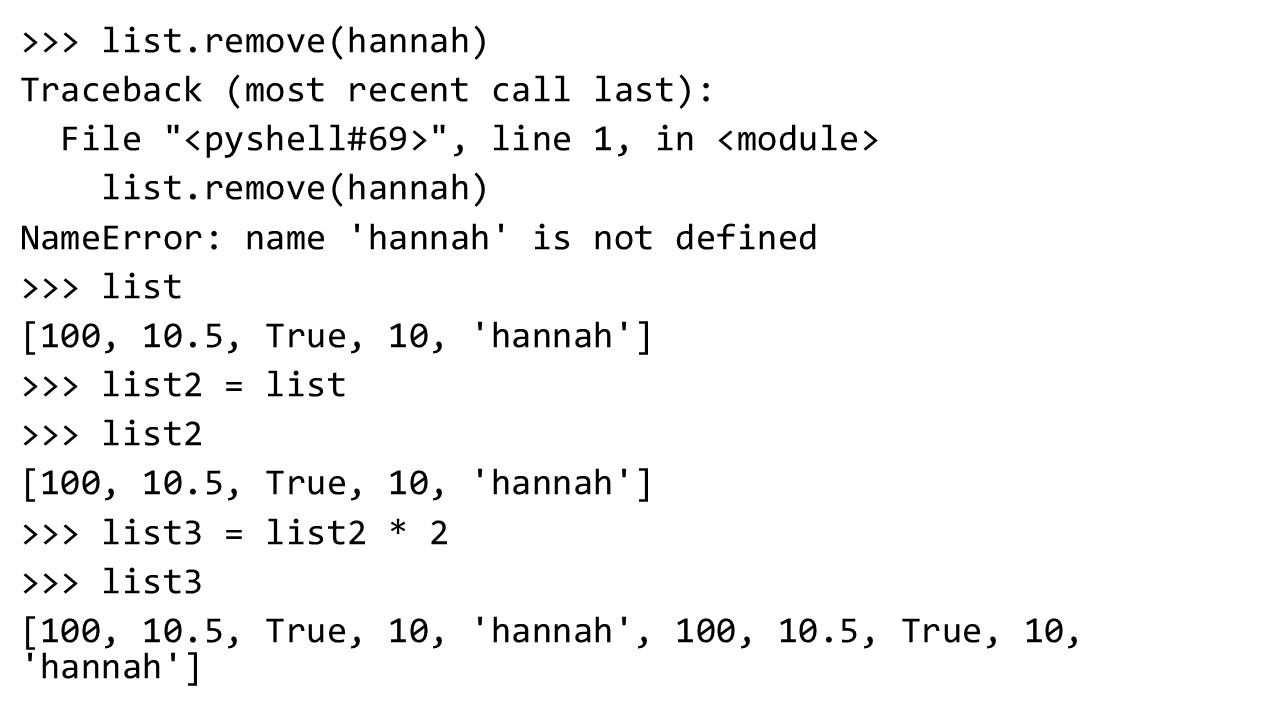 >>> list.remove(hannah)
Traceback (most recent call last):
  File "<pyshell#69>", line 1, in <module>
    list.remove(hannah)
NameError: name 'hannah' is not defined
>>> list
[100, 10.5, True, 10, 'hannah']
>>> list2 = list
>>> list2
[100, 10.5, True, 10, 'hannah']
>>> list3 = list2 * 2
>>> list3
[100, 10.5, True, 10, 'hannah', 100, 10.5, True, 10,
'hannah']